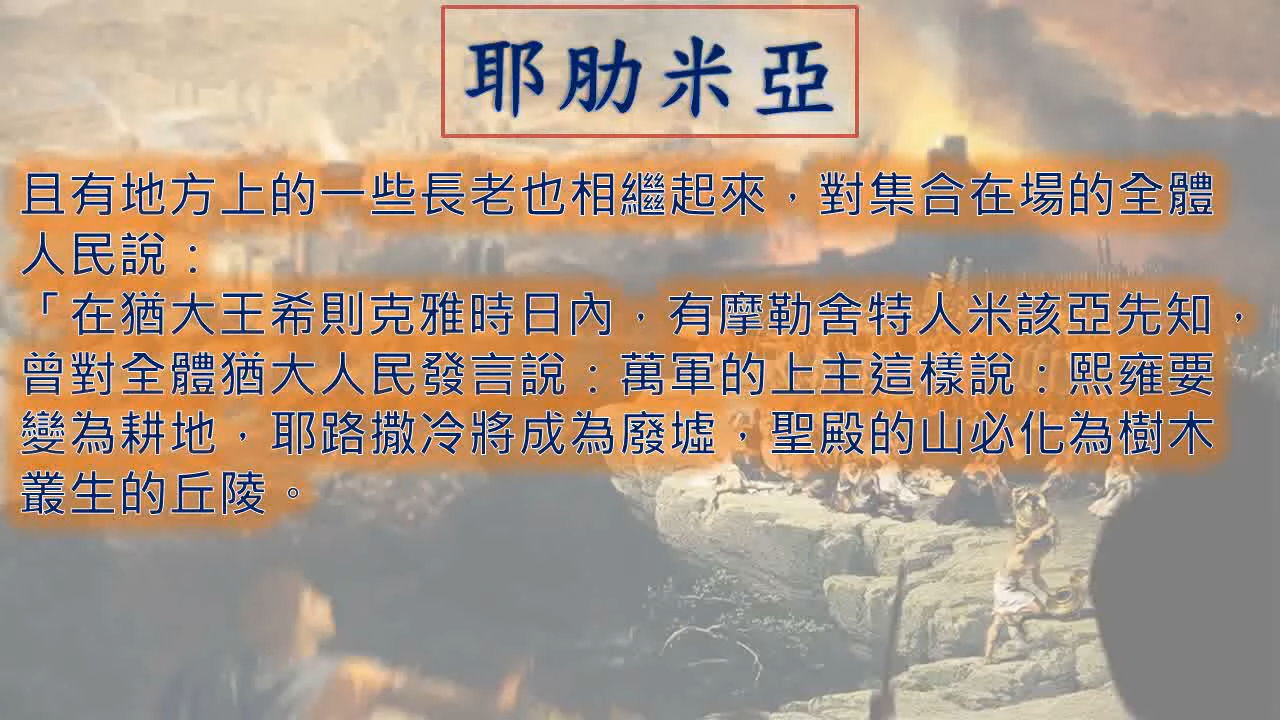 耶肋米亞
且有地方上的一些長老也相繼起來，對集合在場的全體
人民說：
「在猶大王希則克雅時日內，有摩勒舍特人米該亞先知，
曾對全體猶大人民發言說：萬軍的上主這樣說：熙雍要
變為耕地，耶路撒冷將成為廢墟，聖殿的山必化為樹木
叢生的丘陵。